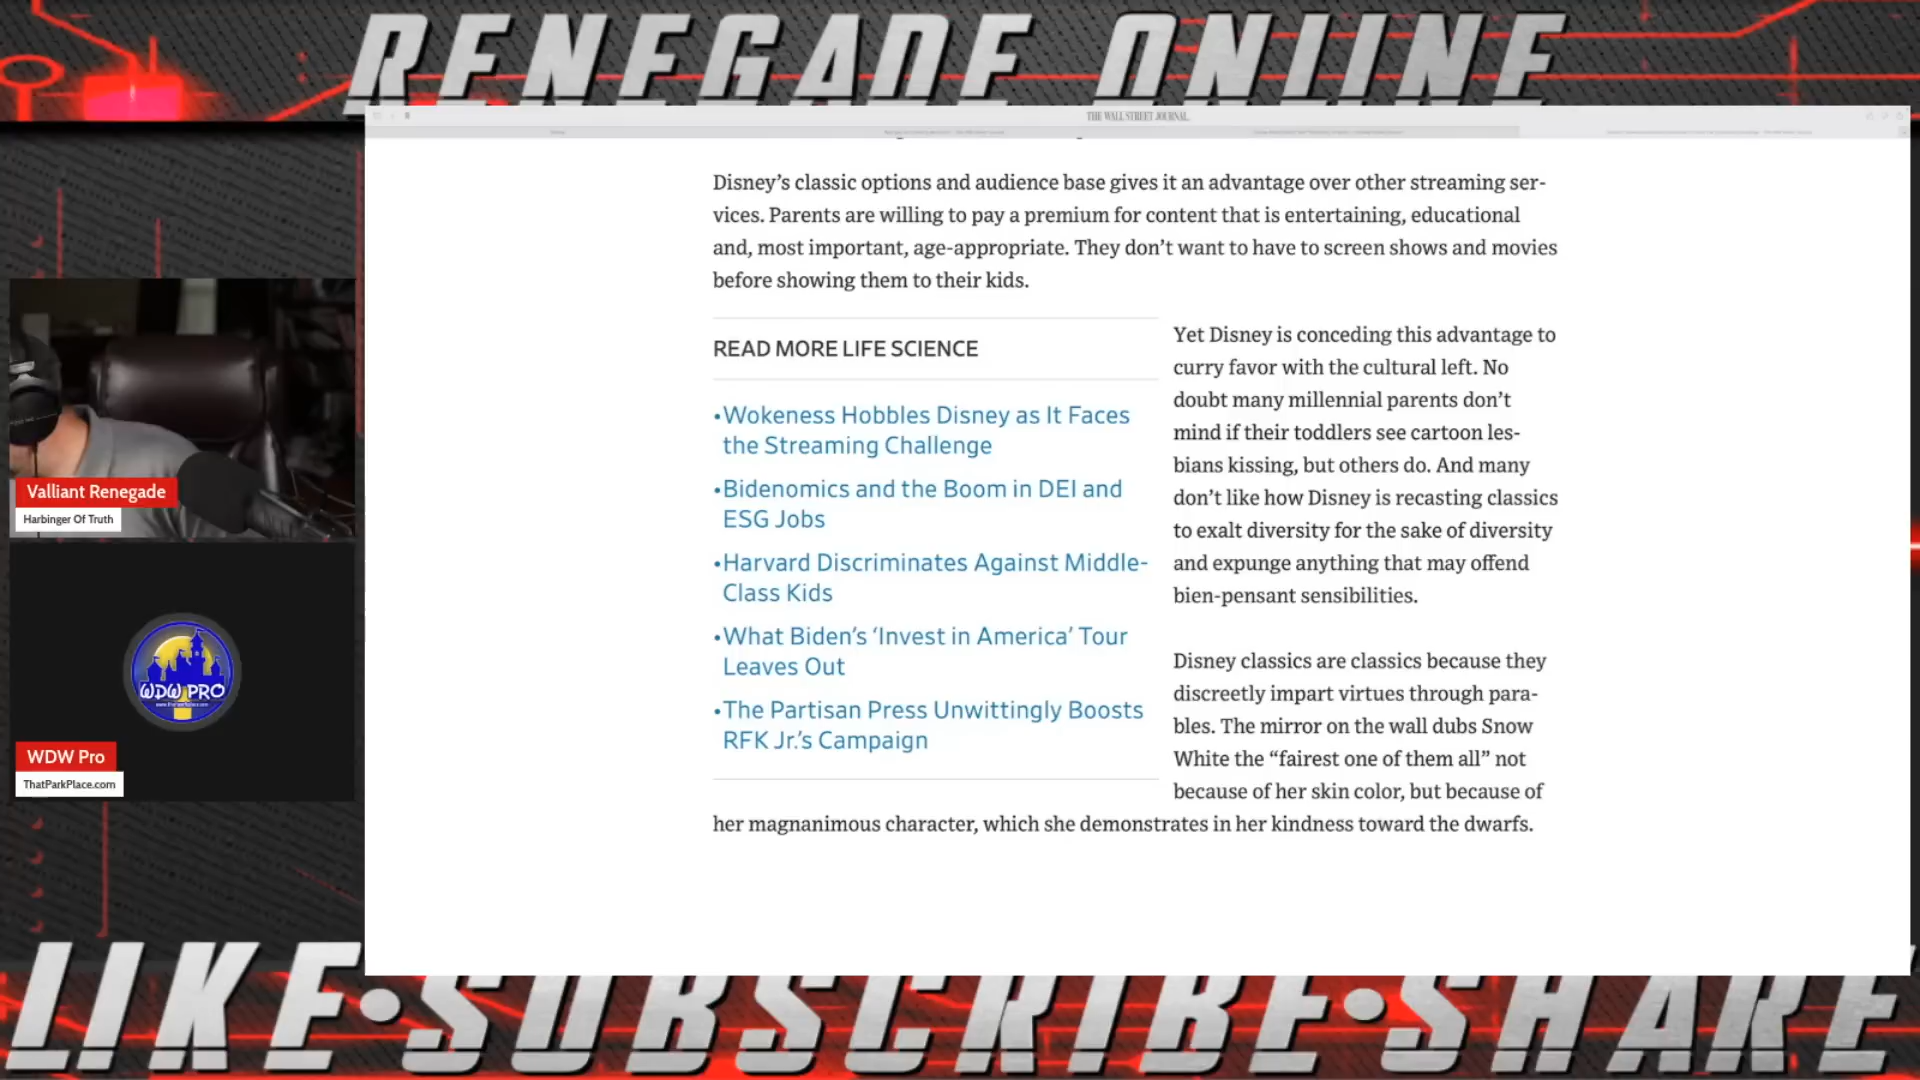 RENEGADE ONLINE
THE WALL STREET JOURNAL.
Disney’s classic options and audience base gives it an advantage over other streaming ser-
vices. Parents are willing to pay a premium for content that is entertaining, educational
and, most important, age-appropriate. They don’t want to have to screen shows and movies
before showing them to their kids.
READ MORE LIFE SCIENCE
•Wokeness Hobbles Disney as It Faces
the Streaming Challenge
•Bidenomics and the Boom in DEI and
ESG Jobs
•Harvard Discriminates Against Middle-
Class Kids
•What Biden’s ‘Invest in America’ Tour
Leaves Out
•The Partisan Press Unwittingly Boosts
RFK Jr.’s Campaign
Yet Disney is conceding this advantage to
curry favor with the cultural left. No
doubt many millennial parents don’t
mind if their toddlers see cartoon les-
bians kissing, but others do. And many
don’t like how Disney is recasting classics
to exalt diversity for the sake of diversity
and expunge anything that may offend
bien-pensant sensibilities.
Disney classics are classics because they
discreetly impart virtues through para-
bles. The mirror on the wall dubs Snow
White the “fairest one of them all” not
because of her skin color, but because of
her magnanimous character, which she demonstrates in her kindness toward the dwarfs.
Valliant Renegade
Harbinger Of Truth
WDW PRO
WDW Pro
ThatParkPlace.com
LIKE•SUBSCRIBE•SHARE